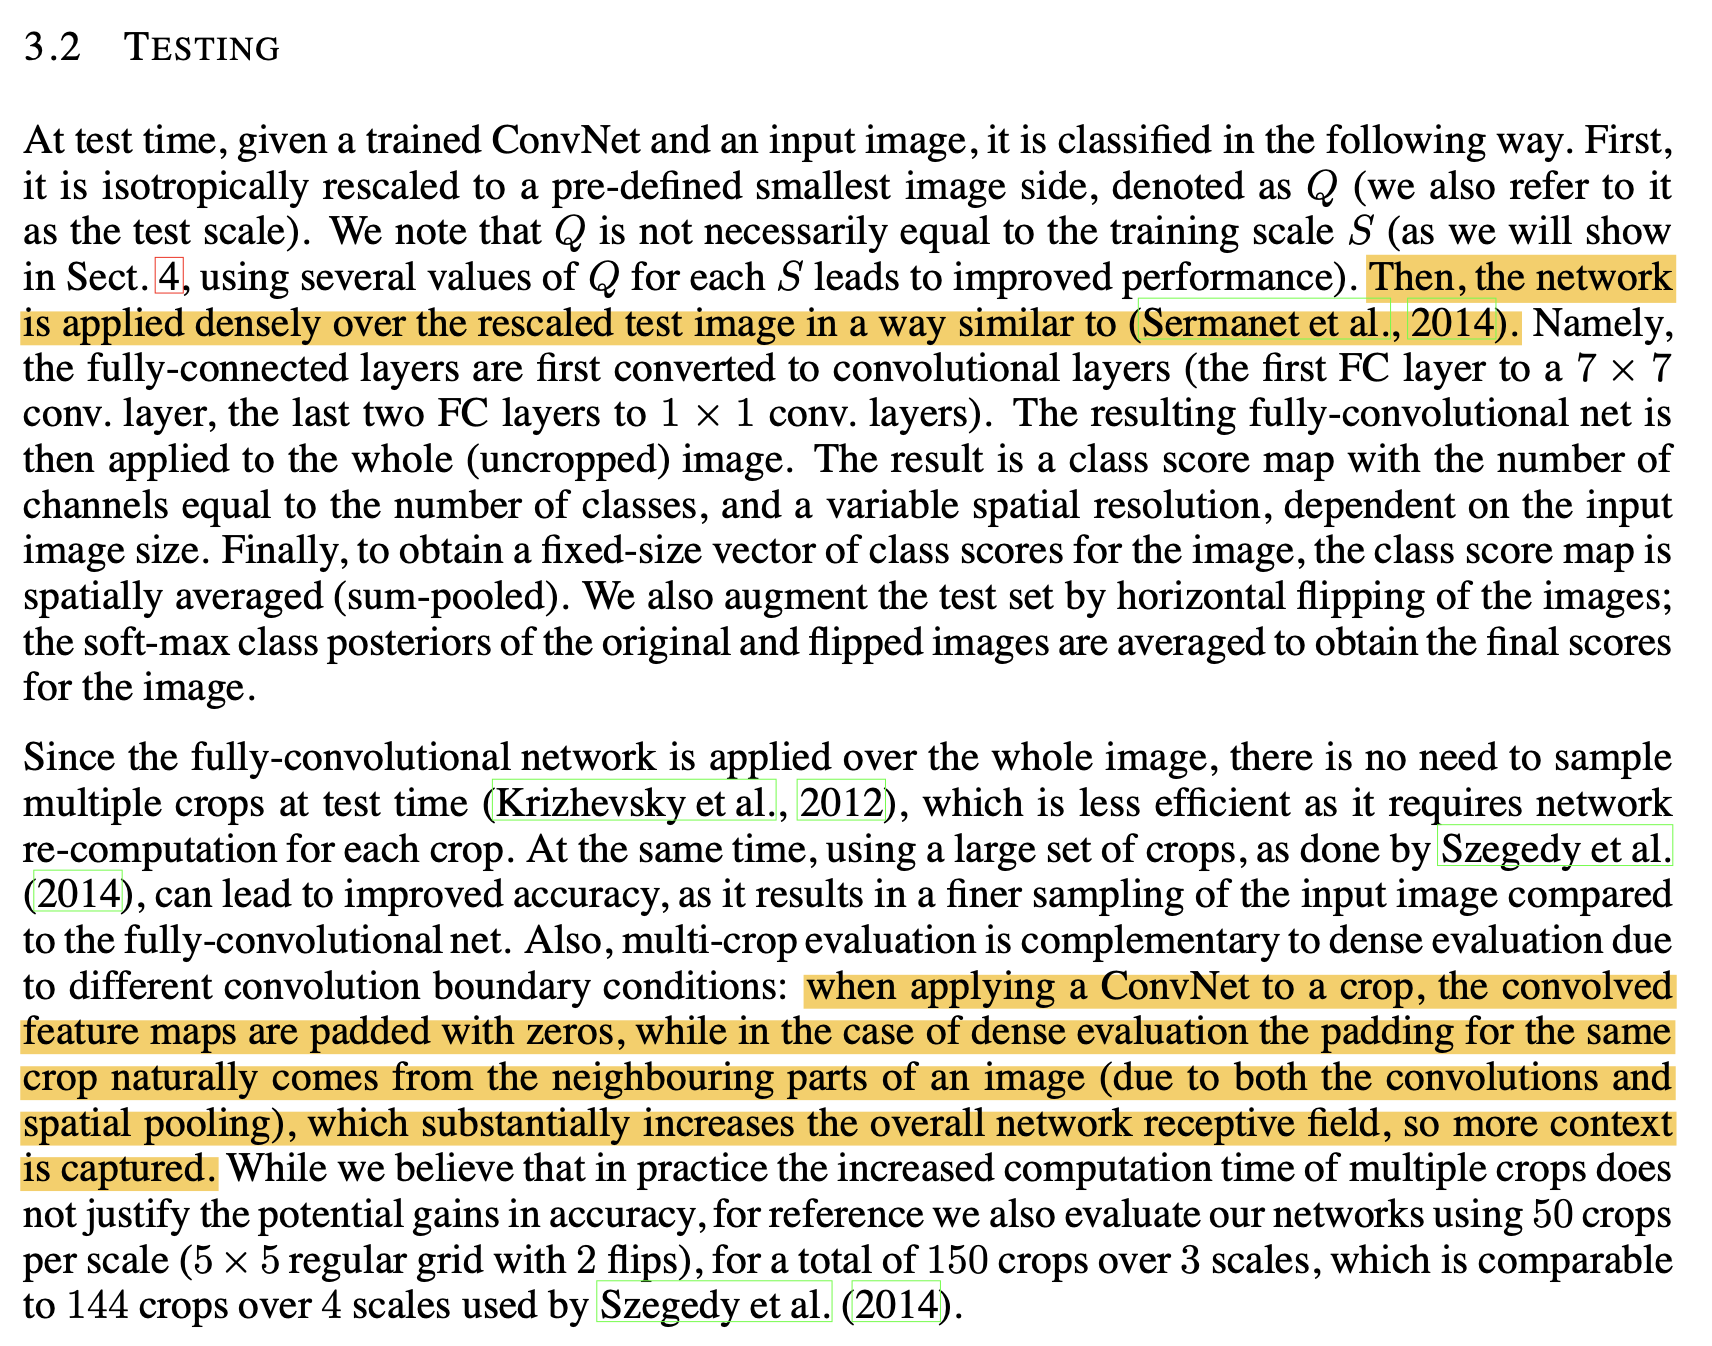 3.2 TESTING
At test time, given a trained ConvNet and an input image, it is classified in the following way. First,
it is isotropically rescaled to a pre-defined smallest image side, denoted as Q (we also refer to it
as the test scale). We note that Q is not necessarily equal to the training scale S (as we will show
in Sect. 4, using several values of Q for each S leads to improved performance). Then, the network
is applied densely over the rescaled test image in a way similar to (Sermanet et al., 2014). Namely,
the fully-connected layers are first converted to convolutional layers (the first FC layer to a 7 × 7
conv. layer, the last two FC layers to 1 × 1 conv. layers). The resulting fully-convolutional net is
then applied to the whole (uncropped) image. The result is a class score map with the number of
channels equal to the number of classes, and a variable spatial resolution, dependent on the input
image size. Finally, to obtain a fixed-size vector of class scores for the image, the class score map is
spatially averaged (sum-pooled). We also augment the test set by horizontal flipping of the images;
the soft-max class posteriors of the original and flipped images are averaged to obtain the final scores
for the image.
Since the fully-convolutional network is applied over the whole image, there is no need to sample
multiple crops at test time (Krizhevsky et al., 2012), which is less efficient as it requires network
re-computation for each crop. At the same time, using a large set of crops, as done by Szegedy et al.
(2014), can lead to improved accuracy, as it results in a finer sampling of the input image compared
to the fully-convolutional net. Also, multi-crop evaluation is complementary to dense evaluation due
to different convolution boundary conditions: when applying a ConvNet to a crop, the convolved
feature maps are padded with zeros, while in the case of dense evaluation the padding for the same
crop naturally comes from the neighbouring parts of an image (due to both the convolutions and
spatial pooling), which substantially increases the overall network receptive field, so more context
is captured. While we believe that in practice the increased computation time of multiple crops does
not justify the potential gains in accuracy, for reference we also evaluate our networks using 50 crops
per scale (5 × 5 regular grid with 2 flips), for a total of 150 crops over 3 scales, which is comparable
to 144 crops over 4 scales used by Szegedy et al. (2014).